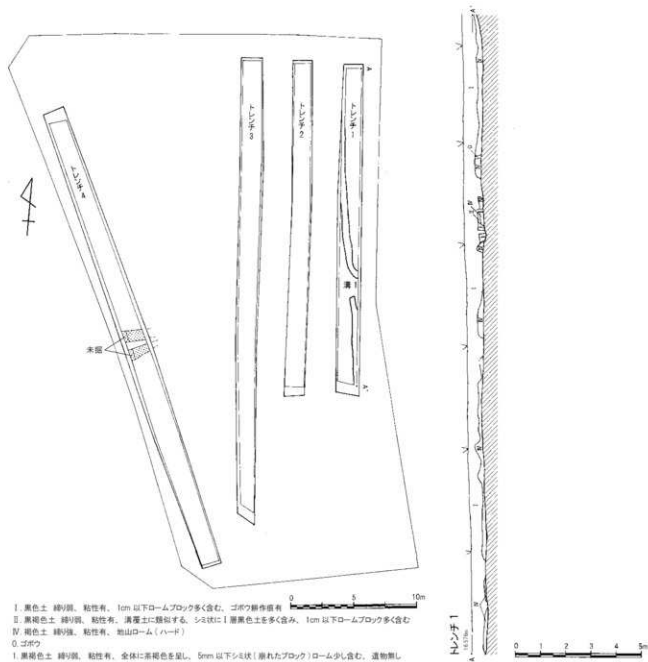 トレンチ4
トレンチ3
トレンチ2
トレンチ1
A
A'
溝1
未掘
0 5 10m
Ⅰ. 黒色土 締り弱、 粘性有、 1cm 以下ロームブロック多く含む、 ゴボウ耕作痕有
Ⅱ. 黒褐色土 締り弱、 粘性有、 溝覆土に類似する、 シミ状にⅠ層黒色土を多く含み、 1cm 以下ロームブロック多く含む
Ⅳ. 褐色土 締り強、 粘性有、 地山ローム(ハード)
O. ゴボウ
1. 黒褐色土 締り弱、 粘性有、 全体に茶褐色を呈し、 5mm 以下シミ状(崩れたブロック)ローム少し含む、 遺物無し
A'
Ⅰ
Ⅰ
Ⅰ
トレンチ1
A
0 1 2 3 4 5m